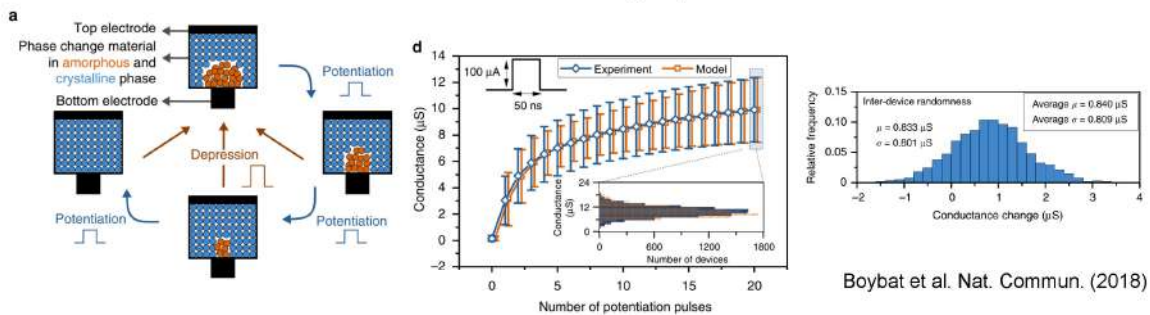 a
Top electrode
Phase change material
in amorphous and
crystalline phase
Bottom electrode
Potentiation
Depression
Potentiation
Potentiation
d
100 μA
50 ns
Experiment
Model
Conductance (μS)
14
12
10
8
6
4
2
0
−2
0
5
10
15
20
Number of potentiation pulses
Conductance
(μS)
24
12
0
0
600
1200
1800
Number of devices
Inter-device randomness
μ = 0.833 μS
σ = 0.801 μS
Average μ = 0.840 μS
Average σ = 0.809 μS
Relative frequency
0.15
0.10
0.05
0
−2
−1
0
1
2
3
4
Conductance change (μS)
Boybat et al. Nat. Commun. (2018)